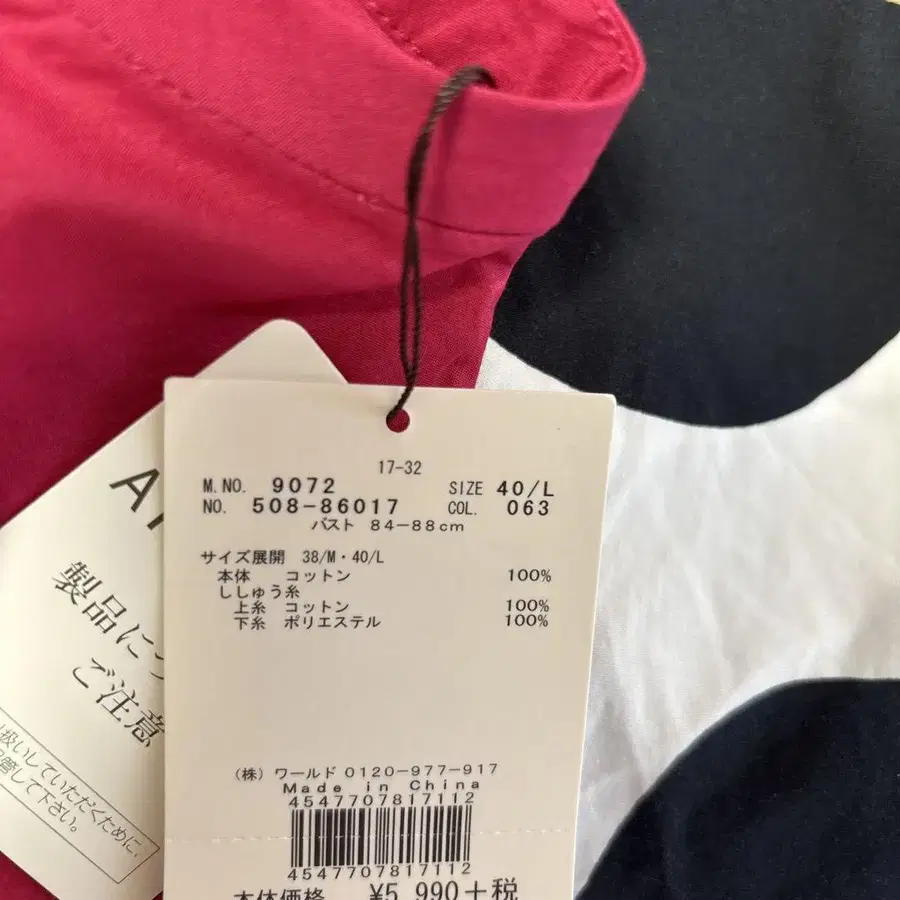 17-32
M.NO. 9072 SIZE 40/L
NO. 508-86017 COL. 063
バスト 84-88cm
サイズ展開 38/M・40/L
本体 コットン 100%
ししゅう糸
上糸 コットン 100%
下糸 ポリエステル 100%
(株) ワールド 0120-977-917
Made in China
4547707817112
4547707817112
本体価格 ¥5,990+税
製品につ
ご注意
扱いしていただくために、
管して下さい。